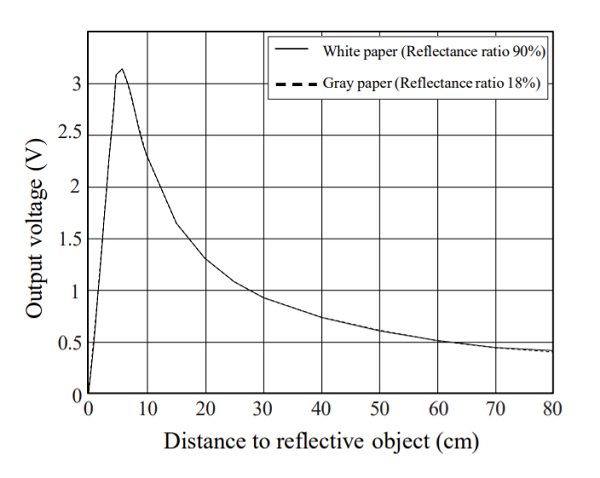 White paper (Reflectance ratio 90%)
Gray paper (Reflectance ratio 18%)
3
2.5
2
1.5
1
0.5
0
Output voltage (V)
0 10 20 30 40 50 60 70 80
Distance to reflective object (cm)